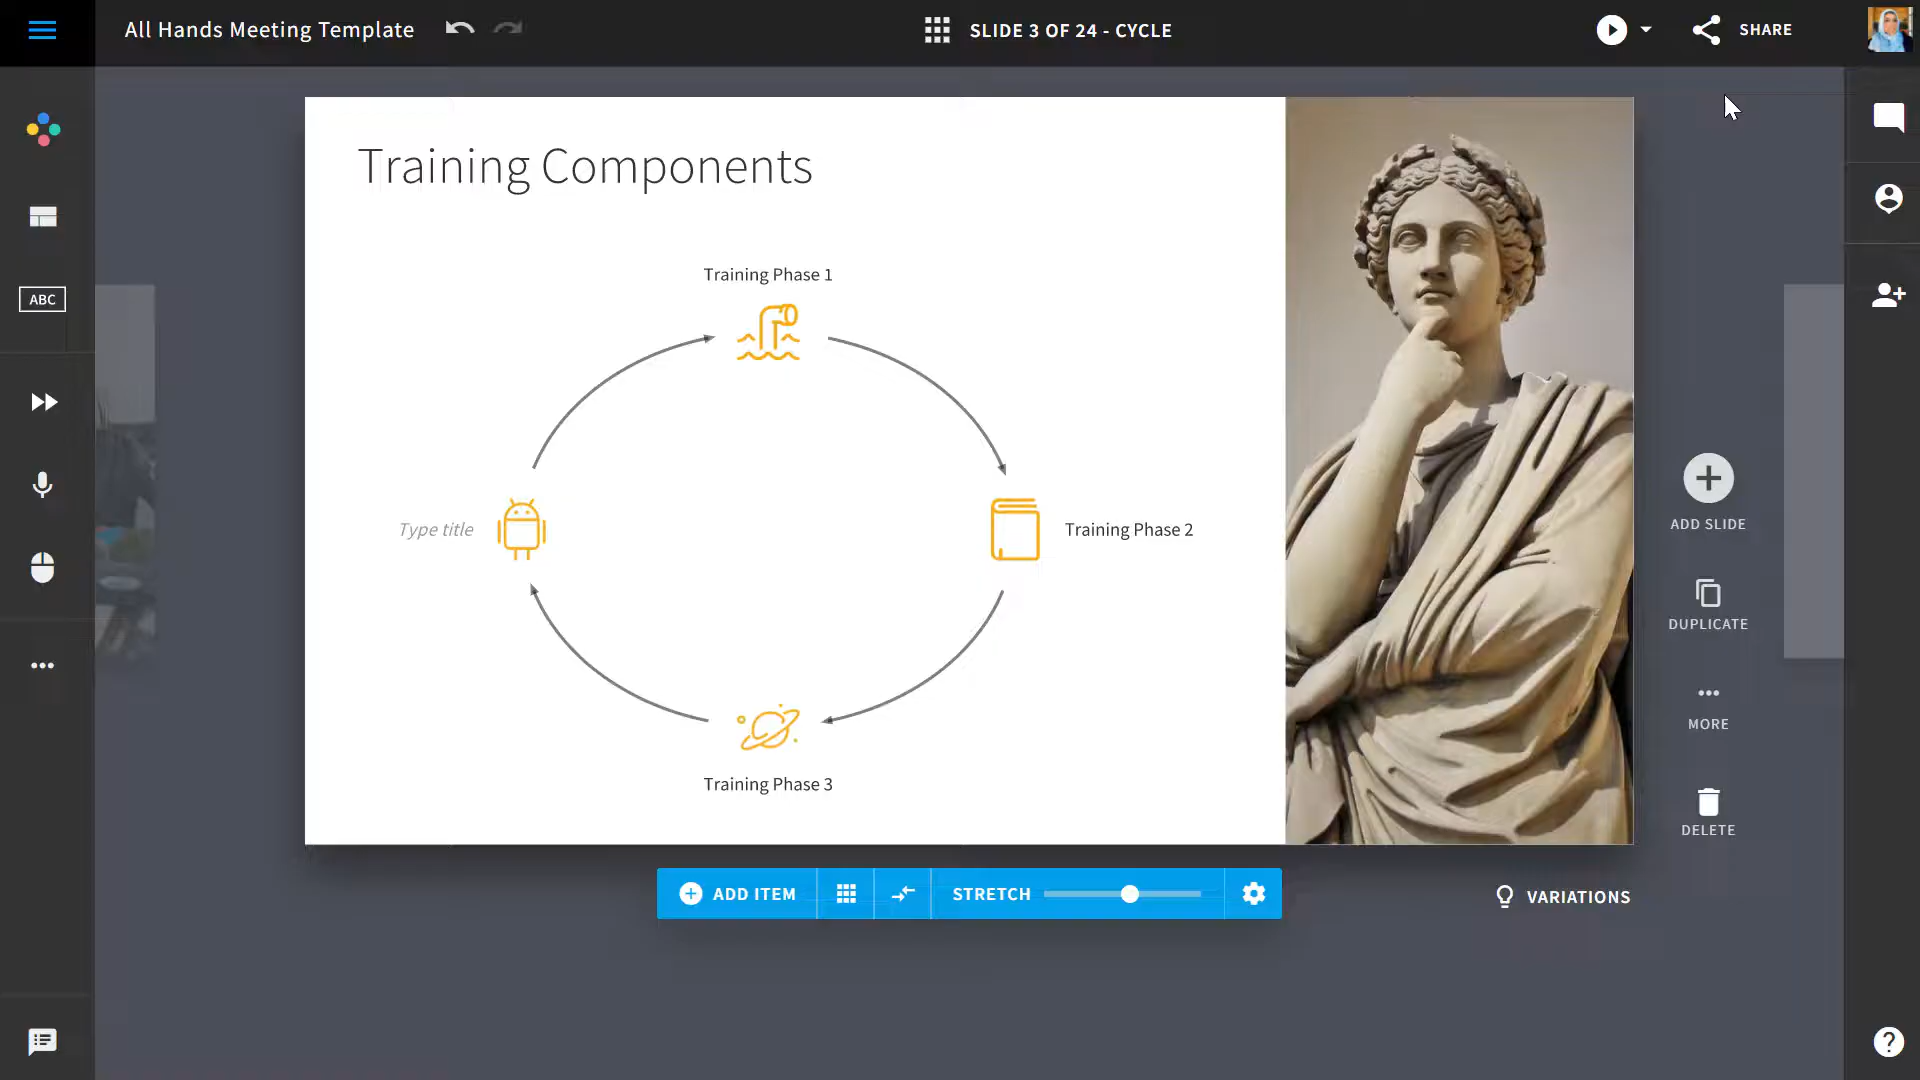 All Hands Meeting Template
SLIDE 3 OF 24 - CYCLE
SHARE
ABC
Training Components
Training Phase 1
Type title
Training Phase 2
Training Phase 3
ADD SLIDE
DUPLICATE
MORE
DELETE
ADD ITEM
STRETCH
VARIATIONS